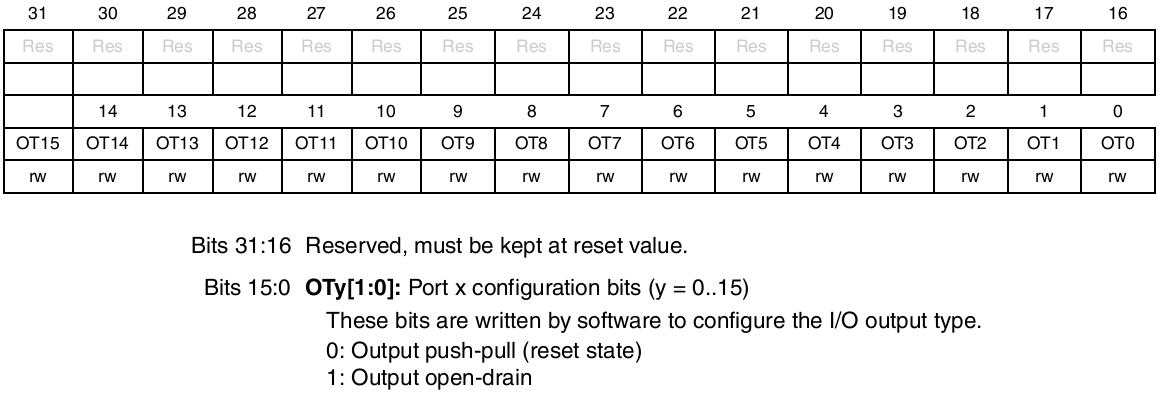 31 30 29 28 27 26 25 24 23 22 21 20 19 18 17 16
Res Res Res Res Res Res Res Res Res Res Res Res Res Res Res Res
14 13 12 11 10 9 8 7 6 5 4 3 2 1 0
OT15 OT14 OT13 OT12 OT11 OT10 OT9 OT8 OT7 OT6 OT5 OT4 OT3 OT2 OT1 OT0
rw rw rw rw rw rw rw rw rw rw rw rw rw rw rw rw
Bits 31:16 Reserved, must be kept at reset value.
Bits 15:0 OTy[1:0]: Port x configuration bits (y = 0..15)
These bits are written by software to configure the I/O output type.
0: Output push-pull (reset state)
1: Output open-drain